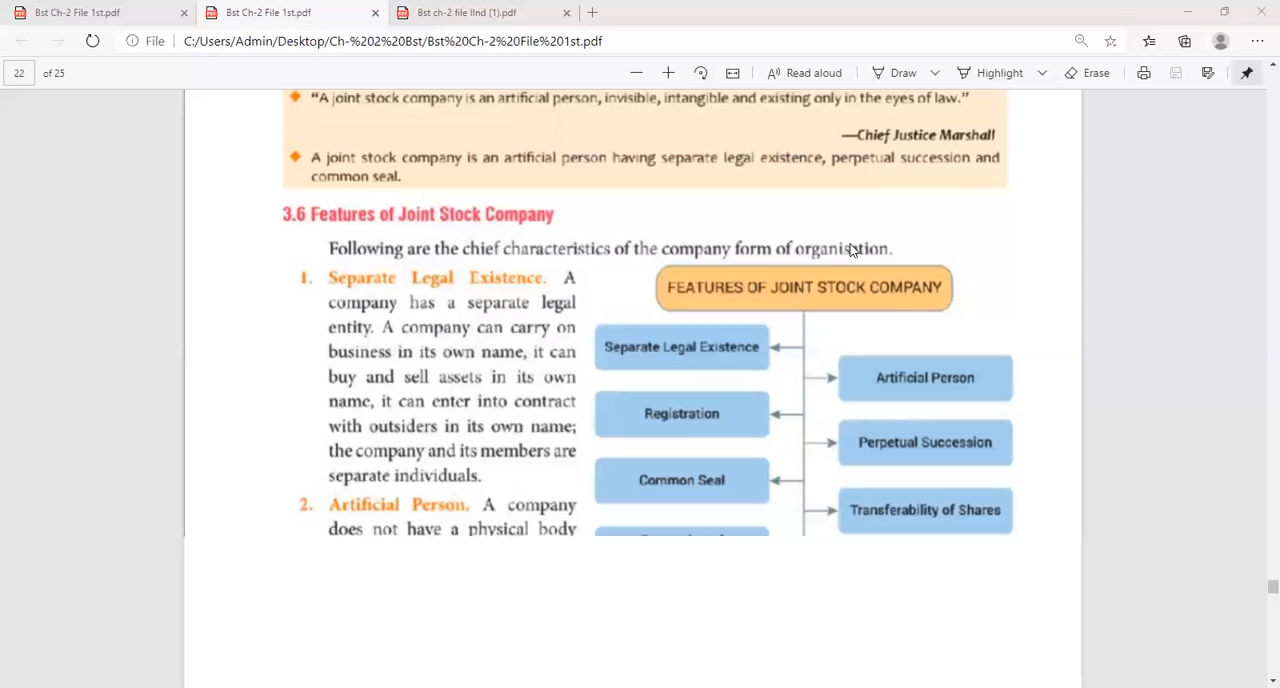 Bst Ch-2 File 1st.pdf
Bst Ch-2 File 1st.pdf
Bst ch-2 file IInd (1).pdf
File
C:/Users/Admin/Desktop/Ch-%202%20Bst/Bst%20Ch-2%20File%201st.pdf
22 of 25
Read aloud
Draw
Highlight
Erase
“A joint stock company is an artificial person, invisible, intangible and existing only in the eyes of law.”
—Chief Justice Marshall
A joint stock company is an artificial person having separate legal existence, perpetual succession and
common seal.
3.6 Features of Joint Stock Company
Following are the chief characteristics of the company form of organisation.
1. Separate Legal Existence. A
company has a separate legal
entity. A company can carry on
business in its own name, it can
buy and sell assets in its own
name, it can enter into contract
with outsiders in its own name;
the company and its members are
separate individuals.
2. Artificial Person. A company
does not have a physical body
FEATURES OF JOINT STOCK COMPANY
Separate Legal Existence
Artificial Person
Registration
Perpetual Succession
Common Seal
Transferability of Shares